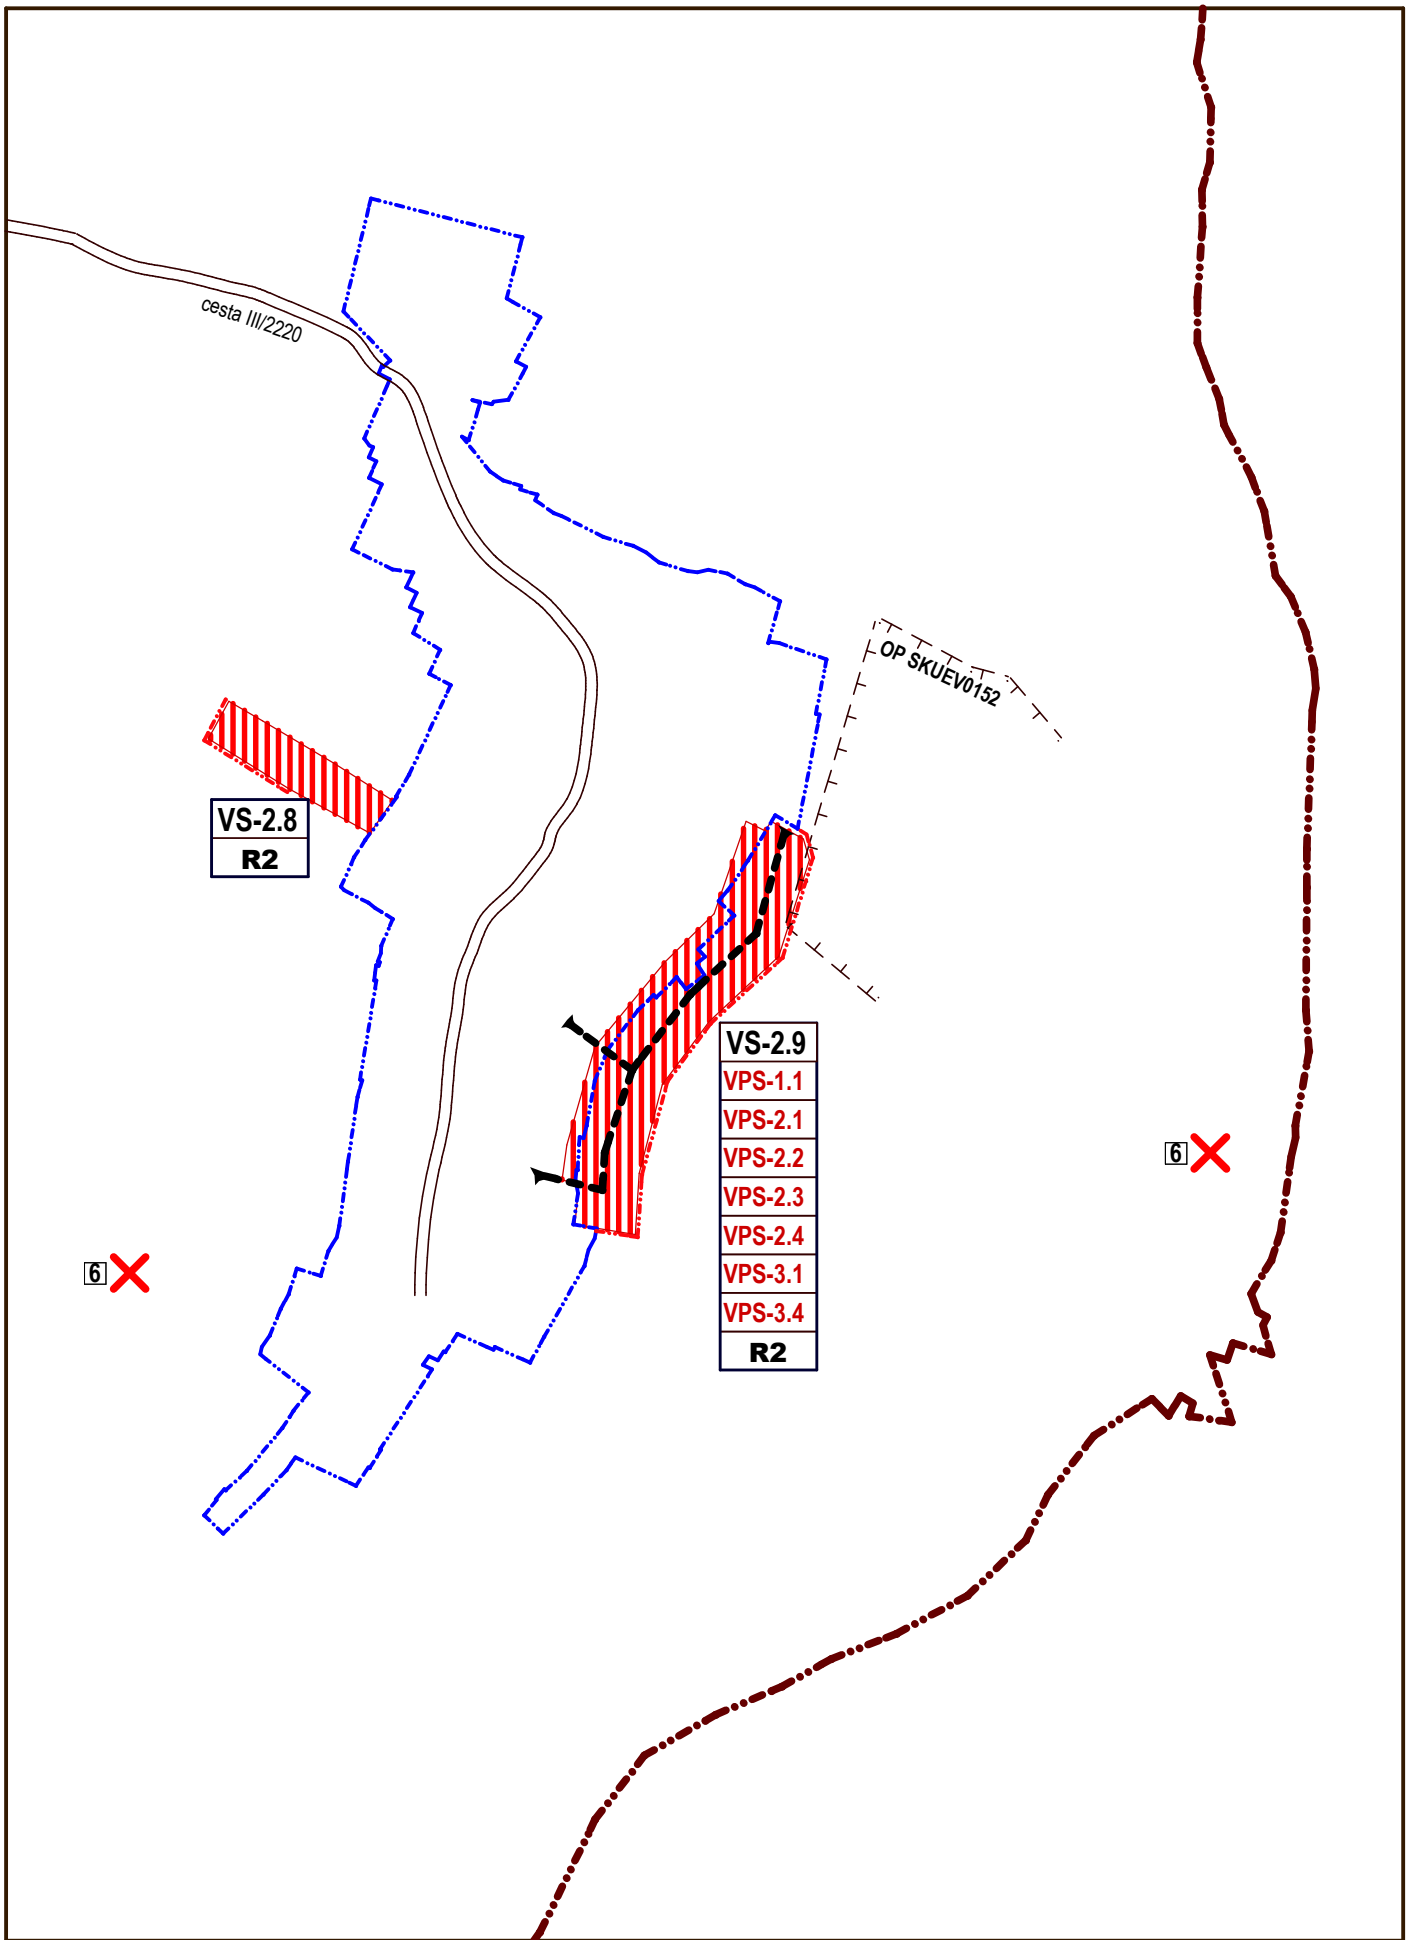 cesta III/2220
OP SKUEV0152
VS-2.8
R2
VS-2.9
VPS-1.1
VPS-2.1
VPS-2.2
VPS-2.3
VPS-2.4
VPS-3.1
VPS-3.4
R2
6
6